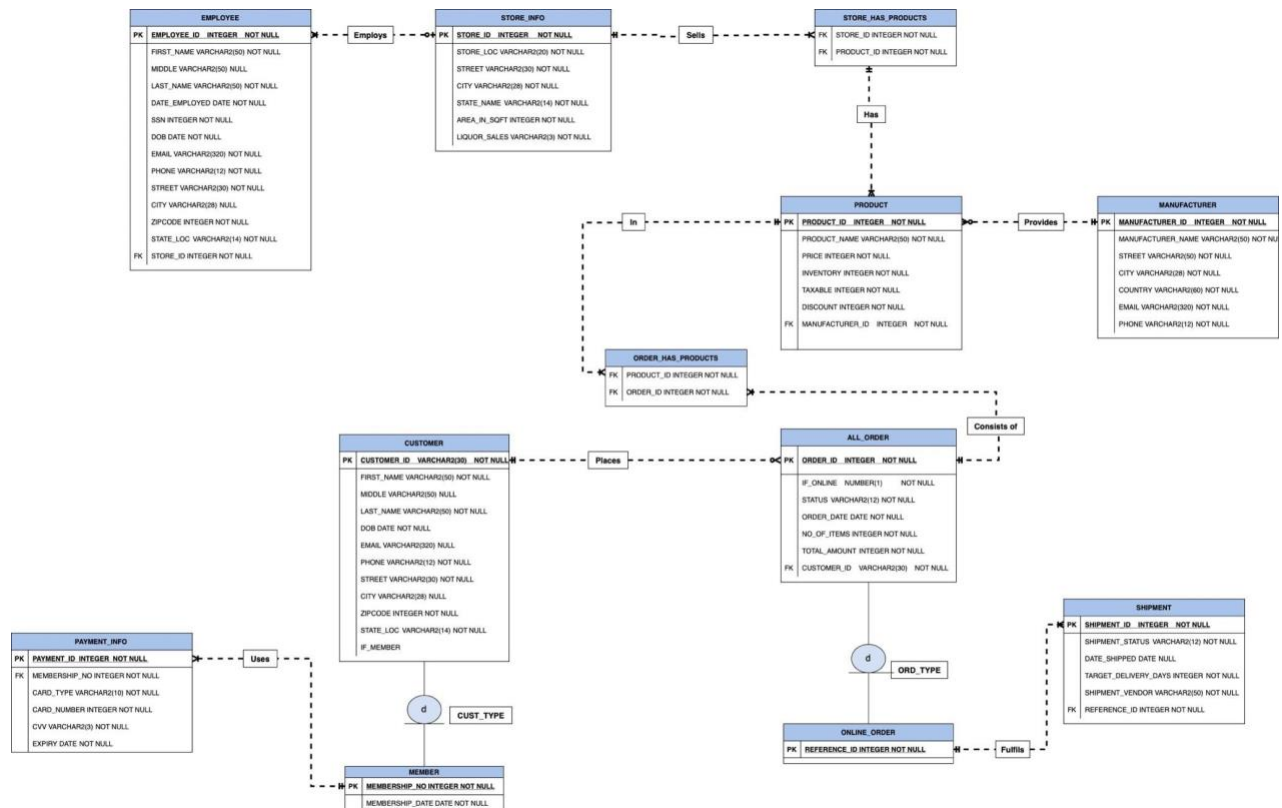 EMPLOYEE
PK EMPLOYEE_ID INTEGER NOT NULL
FIRST_NAME VARCHAR2(50) NOT NULL
MIDDLE VARCHAR2(50) NULL
LAST_NAME VARCHAR2(50) NOT NULL
DATE_EMPLOYED DATE NOT NULL
SSN INTEGER NOT NULL
DOB DATE NOT NULL
EMAIL VARCHAR2(320) NOT NULL
PHONE VARCHAR2(12) NOT NULL
STREET VARCHAR2(30) NOT NULL
CITY VARCHAR2(28) NULL
ZIPCODE INTEGER NOT NULL
STATE_LOC VARCHAR2(14) NOT NULL
FK STORE_ID INTEGER NOT NULL
Employs
STORE_INFO
PK STORE_ID INTEGER NOT NULL
STORE_LOC VARCHAR2(20) NOT NULL
STREET VARCHAR2(30) NOT NULL
CITY VARCHAR2(28) NOT NULL
STATE_NAME VARCHAR2(14) NOT NULL
AREA_IN_SQFT INTEGER NOT NULL
LIQUOR_SALES VARCHAR2(3) NOT NULL
Sells
STORE_HAS_PRODUCTS
FK STORE_ID INTEGER NOT NULL
FK PRODUCT_ID INTEGER NOT NULL
Has
In
PRODUCT
PK PRODUCT_ID INTEGER NOT NULL
PRODUCT_NAME VARCHAR2(50) NOT NULL
PRICE INTEGER NOT NULL
INVENTORY INTEGER NOT NULL
TAXABLE INTEGER NOT NULL
DISCOUNT INTEGER NOT NULL
FK MANUFACTURER_ID INTEGER NOT NULL
Provides
MANUFACTURER
PK MANUFACTURER_ID INTEGER NOT NULL
MANUFACTURER_NAME VARCHAR2(50) NOT NU
STREET VARCHAR2(50) NOT NULL
CITY VARCHAR2(28) NOT NULL
COUNTRY VARCHAR2(60) NOT NULL
EMAIL VARCHAR2(320) NOT NULL
PHONE VARCHAR2(12) NOT NULL
ORDER_HAS_PRODUCTS
FK PRODUCT_ID INTEGER NOT NULL
FK ORDER_ID INTEGER NOT NULL
Consists of
CUSTOMER
PK CUSTOMER_ID VARCHAR2(30) NOT NULL
FIRST_NAME VARCHAR2(50) NOT NULL
MIDDLE VARCHAR2(50) NULL
LAST_NAME VARCHAR2(50) NOT NULL
DOB DATE NOT NULL
EMAIL VARCHAR2(320) NULL
PHONE VARCHAR2(12) NOT NULL
STREET VARCHAR2(30) NOT NULL
CITY VARCHAR2(28) NULL
ZIPCODE INTEGER NOT NULL
STATE_LOC VARCHAR2(14) NOT NULL
IF_MEMBER
Places
ALL_ORDER
PK ORDER_ID INTEGER NOT NULL
IF_ONLINE NUMBER(1) NOT NULL
STATUS VARCHAR2(12) NOT NULL
ORDER_DATE DATE NOT NULL
NO_OF_ITEMS INTEGER NOT NULL
TOTAL_AMOUNT INTEGER NOT NULL
FK CUSTOMER_ID VARCHAR2(30) NOT NULL
PAYMENT_INFO
PK PAYMENT_ID INTEGER NOT NULL
FK MEMBERSHIP_NO INTEGER NOT NULL
CARD_TYPE VARCHAR2(10) NOT NULL
CARD_NUMBER INTEGER NOT NULL
CVV VARCHAR2(3) NOT NULL
EXPIRY DATE NOT NULL
Uses
d
CUST_TYPE
d
ORD_TYPE
SHIPMENT
PK SHIPMENT_ID INTEGER NOT NULL
SHIPMENT_STATUS VARCHAR2(12) NOT NULL
DATE_SHIPPED DATE NULL
TARGET_DELIVERY_DAYS INTEGER NOT NULL
SHIPMENT_VENDOR VARCHAR2(50) NOT NULL
FK REFERENCE_ID INTEGER NOT NULL
ONLINE_ORDER
PK REFERENCE_ID INTEGER NOT NULL
Fulfils
MEMBER
PK MEMBERSHIP_NO INTEGER NOT NULL
MEMBERSHIP_DATE DATE NOT NULL